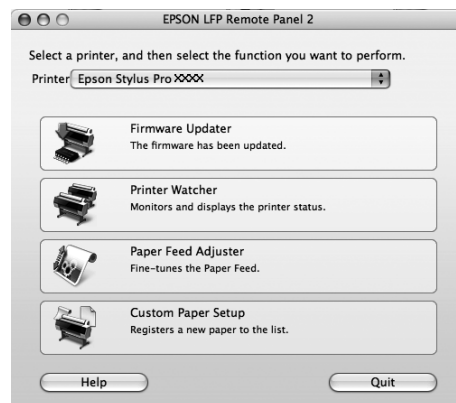 EPSON LFP Remote Panel 2
Select a printer, and then select the function you want to perform.
Printer Epson Stylus Pro XXXX
Firmware Updater
The firmware has been updated.
Printer Watcher
Monitors and displays the printer status.
Paper Feed Adjuster
Fine-tunes the Paper Feed.
Custom Paper Setup
Registers a new paper to the list.
Help Quit